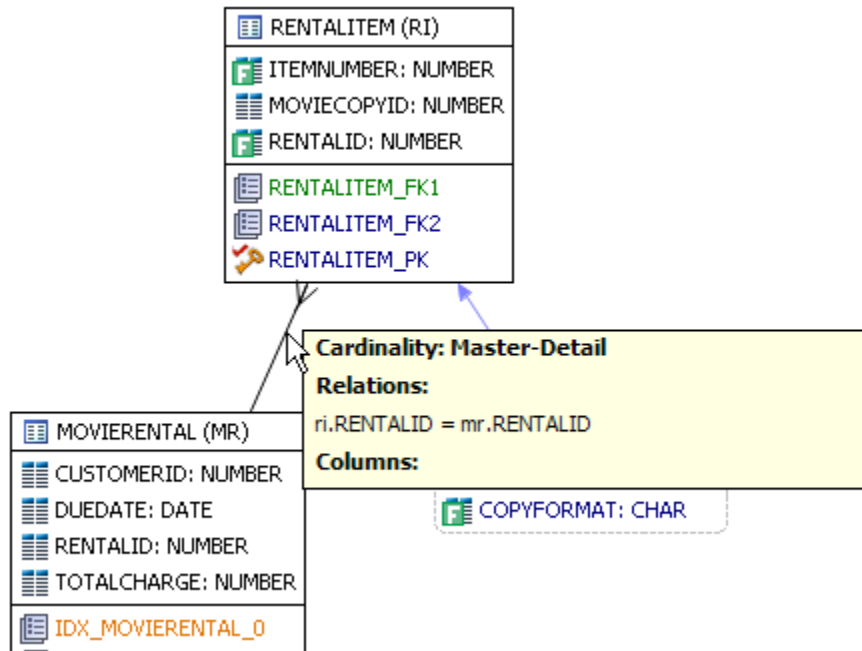 RENTALITEM (RI)
ITEMNUMBER: NUMBER
MOVIECOPYID: NUMBER
RENTALID: NUMBER
RENTALITEM_FK1
RENTALITEM_FK2
RENTALITEM_PK
Cardinality: Master-Detail
Relations:
ri.RENTALID = mr.RENTALID
Columns:
MOVIERENTAL (MR)
CUSTOMERID: NUMBER
DUEDATE: DATE
RENTALID: NUMBER
TOTALCHARGE: NUMBER
IDX_MOVIERENTAL_0
COPYFORMAT: CHAR